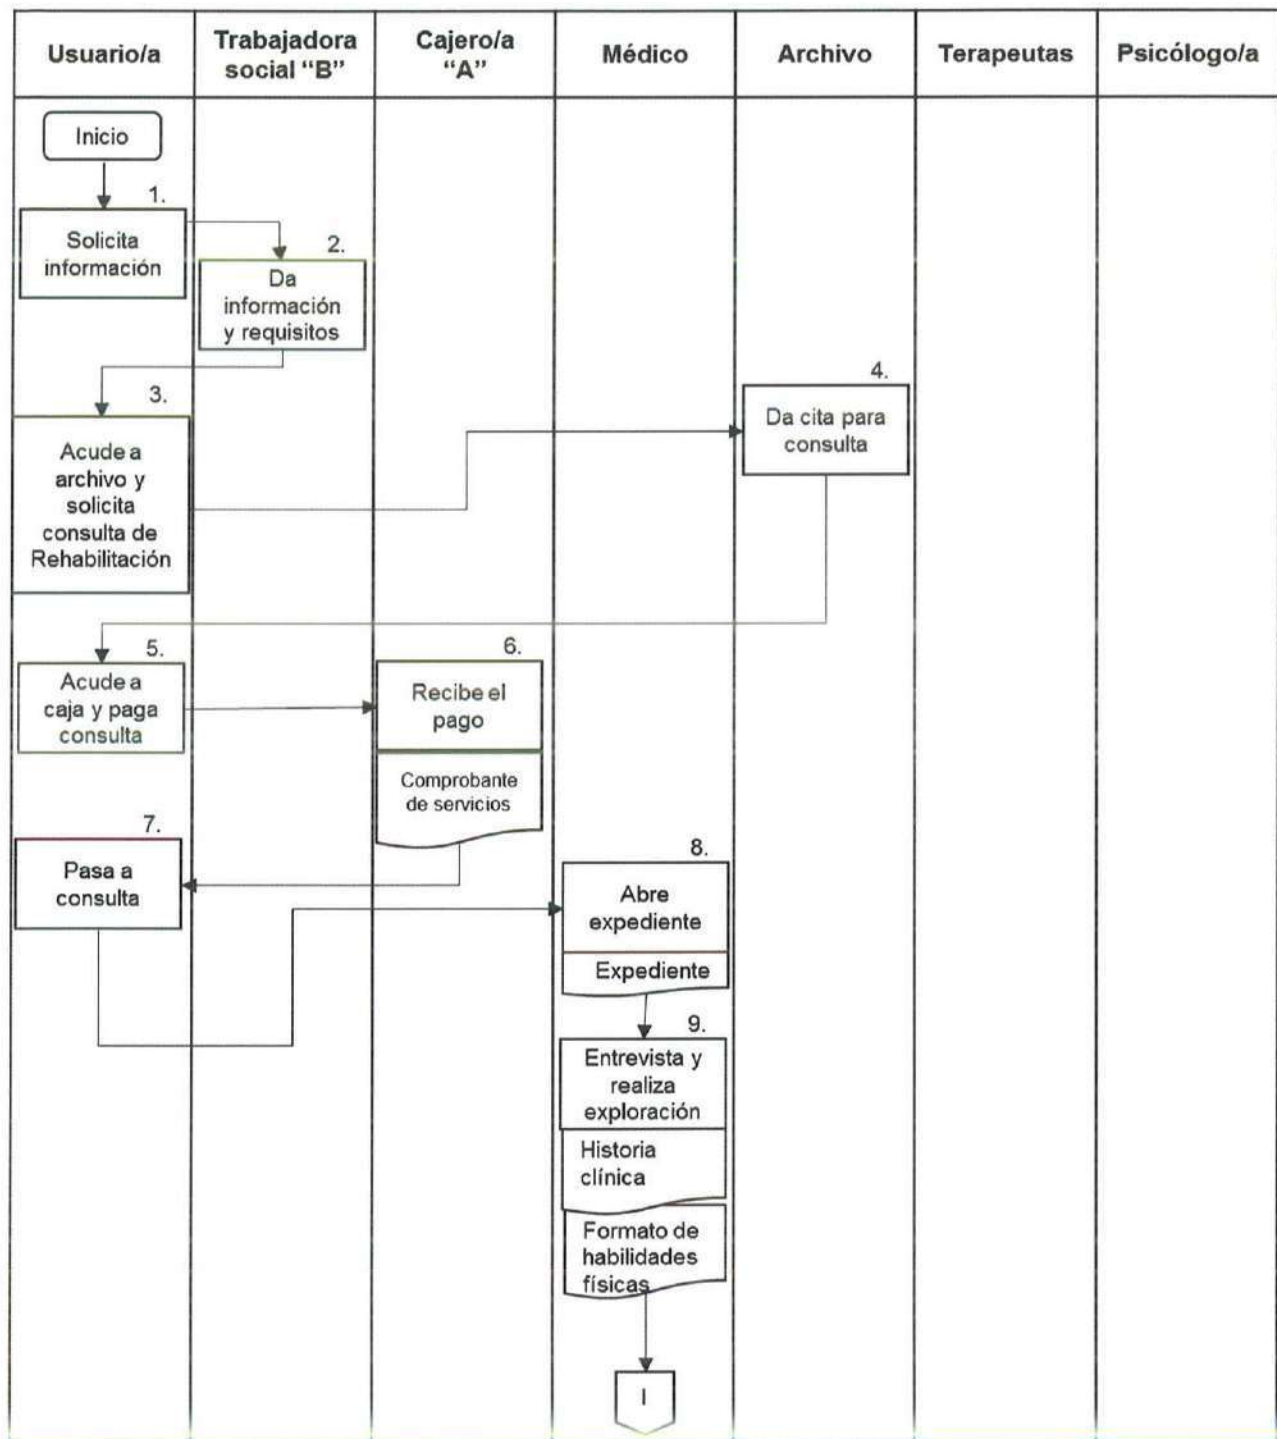 Usuario/a
Trabajadora
social “B”
Cajero/a
“A”
Médico
Archivo
Terapeutas
Psicólogo/a
Inicio
1.
Solicita
información
2.
Da
información
y requisitos
3.
Acude a
archivo y
solicita
consulta de
Rehabilitación
4.
Da cita para
consulta
5.
Acude a
caja y paga
consulta
6.
Recibe el
pago
Comprobante
de servicios
7.
Pasa a
consulta
8.
Abre
expediente
Expediente
9.
Entrevista y
realiza
exploración
Historia
clínica
Formato de
habilidades
físicas
I